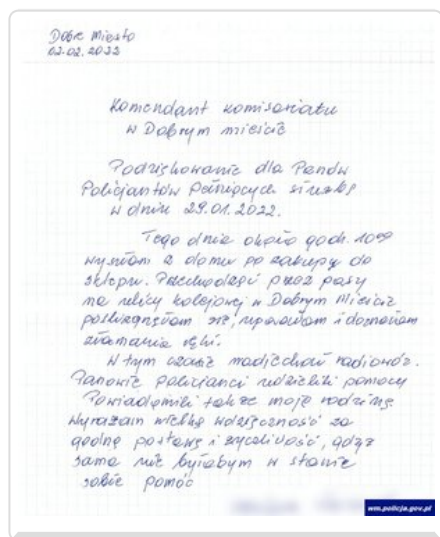 Dobre Miasto
02.02.2022
Komendant komisariatu
w Dobrym mieście
Podziękowanie dla Panów
Policjantów pełniących służbę
w dniu 29.01.2022.
Tego dnia około godz. 10⁰⁰
wyszłam z domu po zakupy do
sklepu. Przechodząc przez pasy
na ulicy kolejowej w Dobrym Mieście
poślizgnęłam się, upadłam i doznałam
złamania ręki.
W tym czasie nadjechał radiowóz.
Panowie policjanci udzielili pomocy
Powiadomili także moją rodzinę
wyrażam wielką wdzięczność za
godną postawę i życzliwość, gdyż
sama nie byłabym w stanie
sobie pomóc
wm.policja.gov.pl